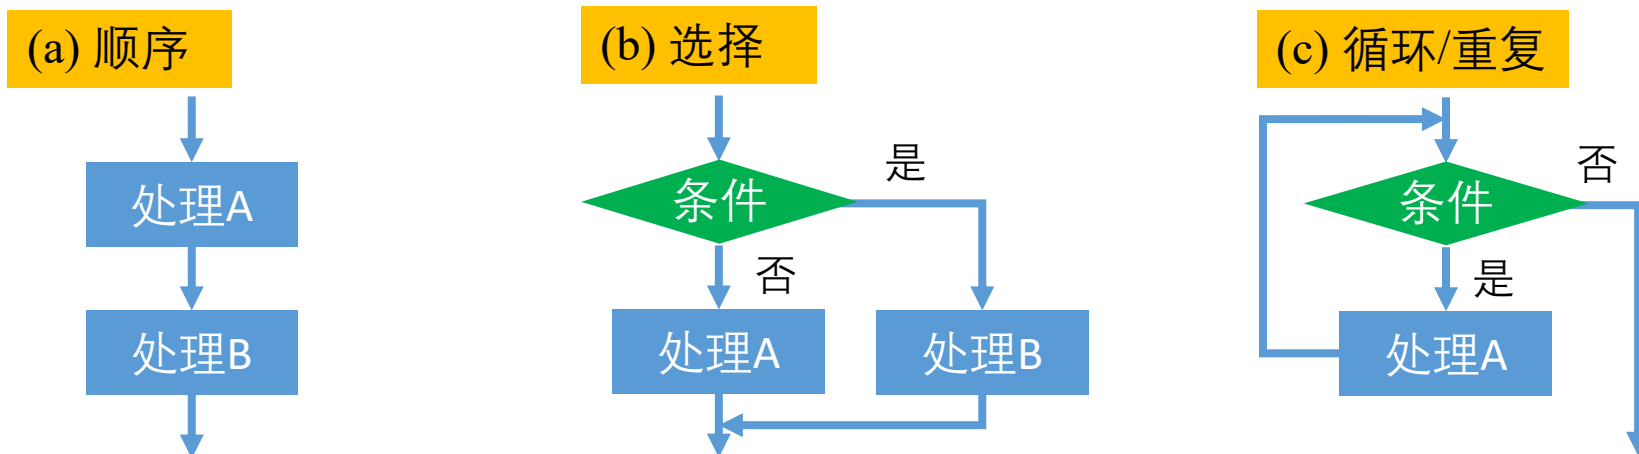 (a) 顺序
处理A
处理B
(b) 选择
条件
是
否
处理A
处理B
(c) 循环/重复
条件
否
是
处理A